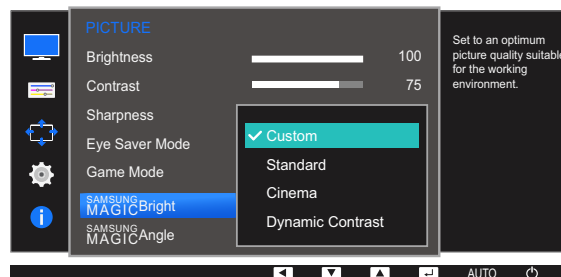 PICTURE
Brightness 100
Contrast 75
Sharpness
Eye Saver Mode
Game Mode
SAMSUNG
MAGICBright
SAMSUNG
MAGICAngle
Custom
Standard
Cinema
Dynamic Contrast
Set to an optimum
picture quality suitable
for the working
environment.
AUTO